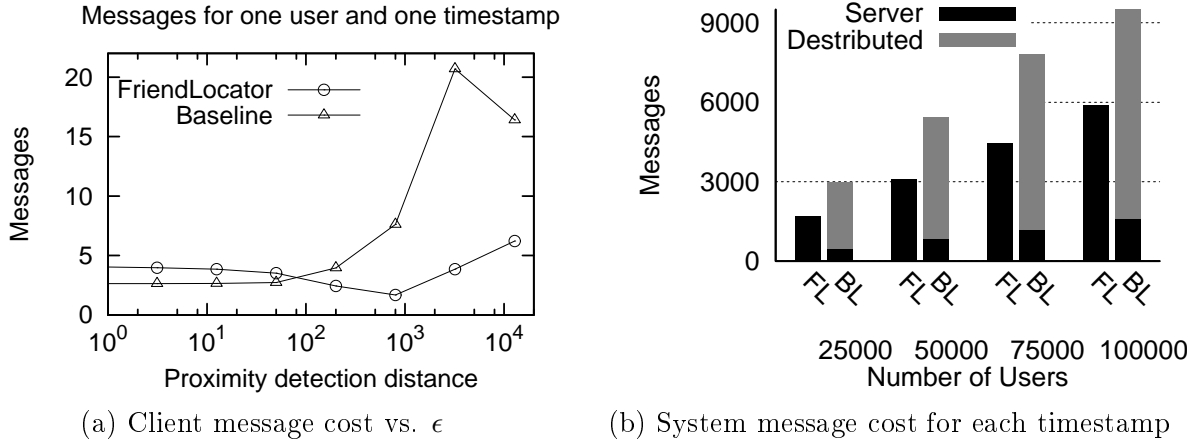 Messages for one user and one timestamp
FriendLocator
Baseline
Messages
20
15
10
5
0
10^0 10^1 10^2 10^3 10^4
Proximity detection distance
(a) Client message cost vs. ϵ
Server
Destributed
Messages
9000
6000
3000
0
FL BL FL BL FL BL FL BL
25000 50000 75000 100000
Number of Users
(b) System message cost for each timestamp